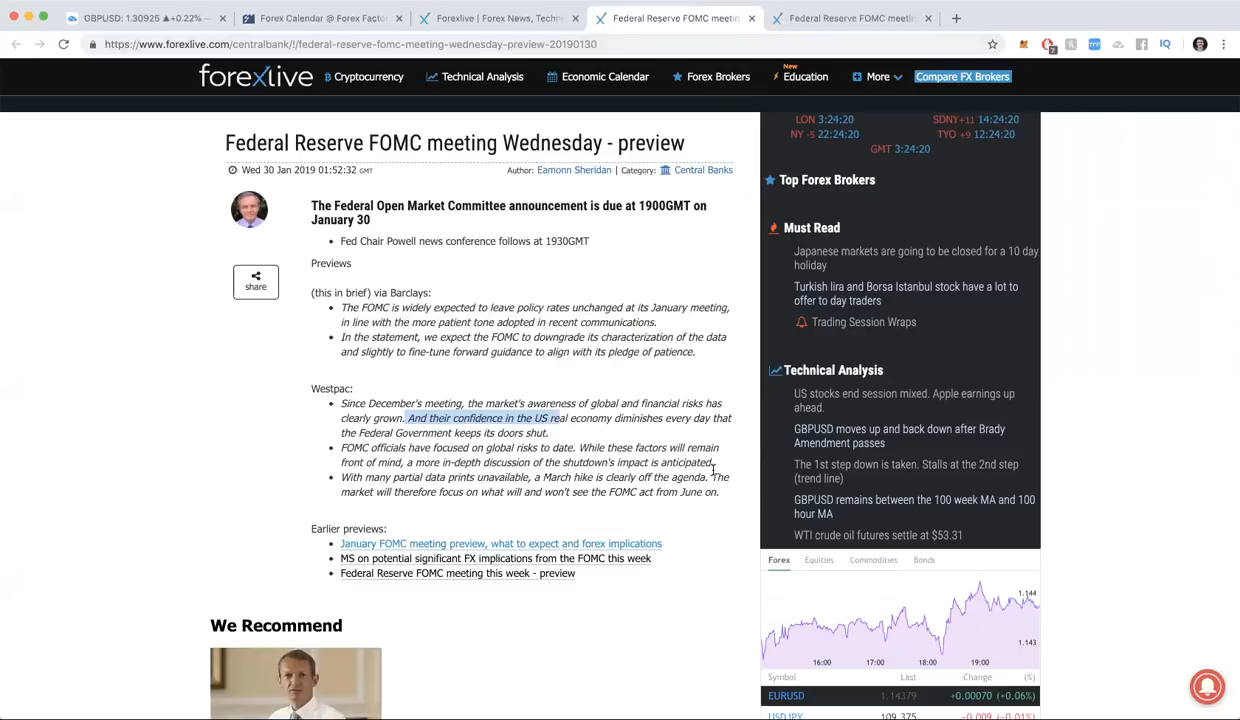 GBPUSD: 1.30925 ▲+0.22%
Forex Calendar @ Forex Facto
Forexlive | Forex News, Techn
Federal Reserve FOMC meetin
Federal Reserve FOMC meetin
https://www.forexlive.com/centralbank/!/federal-reserve-fomc-meeting-wednesday-preview-20190130
7
TFF
IQ
forexlive
Cryptocurrency
Technical Analysis
Economic Calendar
Forex Brokers
New
Education
More
Compare FX Brokers
Federal Reserve FOMC meeting Wednesday - preview
Wed 30 Jan 2019 01:52:32 GMT
Author: Eamonn Sheridan | Category: Central Banks
share
The Federal Open Market Committee announcement is due at 1900GMT on
January 30
• Fed Chair Powell news conference follows at 1930GMT
Previews
(this in brief) via Barclays:
• The FOMC is widely expected to leave policy rates unchanged at its January meeting,
in line with the more patient tone adopted in recent communications.
• In the statement, we expect the FOMC to downgrade its characterization of the data
and slightly to fine-tune forward guidance to align with its pledge of patience.
Westpac:
• Since December's meeting, the market's awareness of global and financial risks has
clearly grown. And their confidence in the US real economy diminishes every day that
the Federal Government keeps its doors shut.
• FOMC officials have focused on global risks to date. While these factors will remain
front of mind, a more in-depth discussion of the shutdown's impact is anticipated.
• With many partial data prints unavailable, a March hike is clearly off the agenda. The
market will therefore focus on what will and won't see the FOMC act from June on.
Earlier previews:
• January FOMC meeting preview, what to expect and forex implications
• MS on potential significant FX implications from the FOMC this week
• Federal Reserve FOMC meeting this week - preview
We Recommend
LON 3:24:20
SDNY+11 14:24:20
NY -5 22:24:20
TYO +9 12:24:20
GMT 3:24:20
Top Forex Brokers
Must Read
Japanese markets are going to be closed for a 10 day
holiday
Turkish lira and Borsa Istanbul stock have a lot to
offer to day traders
Trading Session Wraps
Technical Analysis
US stocks end session mixed. Apple earnings up
ahead.
GBPUSD moves up and back down after Brady
Amendment passes
The 1st step down is taken. Stalls at the 2nd step
(trend line)
GBPUSD remains between the 100 week MA and 100
hour MA
WTI crude oil futures settle at $53.31
Forex
Equities
Commodities
Bonds
1.144
1.143
16:00
17:00
18:00
19:00
Symbol
Last
Change
(%)
EURUSD
1.14379
+0.00070 (+0.06%)
USDJPY
109.375
-0.009 (-0.01%)